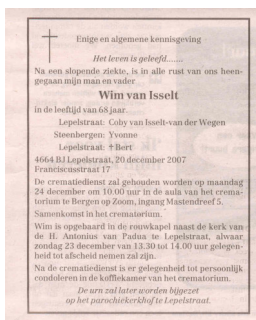 Enige en algemene kennisgeving
Het leven is geleefd.......
Na een slopende ziekte, is in alle rust van ons heen-
gegaan mijn man en vader
Wim van Isselt
in de leeftijd van 68 jaar.
Lepelstraat: Coby van Isselt-van der Wegen
Steenbergen: Yvonne
Lepelstraat: ✝Bert
4664 BJ Lepelstraat, 20 december 2007
Franciscusstraat 17
De crematiedienst zal gehouden worden op maandag
24 december om 10.00 uur in de aula van het crema-
torium te Bergen op Zoom, ingang Mastendreef 5.
Samenkomst in het crematorium.
Wim is opgebaard in de rouwkapel naast de kerk van
de H. Antonius van Padua te Lepelstraat, alwaar
zondag 23 december van 13.30 tot 14.00 uur gelegen-
heid tot afscheid nemen zal zijn.
Na de crematiedienst is er gelegenheid tot persoonlijk
condoleren in de koffiekamer van het crematorium.
De urn zal later worden bijgezet
op het parochiekerkhof te Lepelstraat.